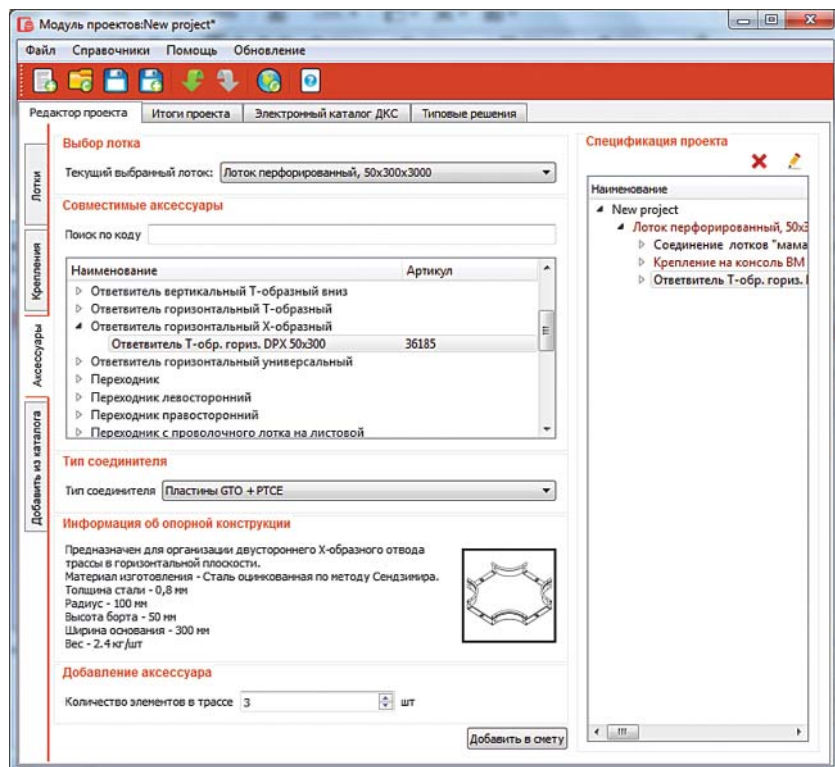 Модуль проектов:New project*
Файл Справочники Помощь Обновление
Редактор проекта Итоги проекта Электронный каталог ДКС Типовые решения
Лотки
Крепления
Аксессуары
Добавить из каталога
Выбор лотка
Текущий выбранный лоток: Лоток перфорированный, 50x300x3000
Совместимые аксессуары
Поиск по коду
Наименование Артикул
Ответвитель вертикальный Т-образный вниз
Ответвитель горизонтальный Т-образный
Ответвитель горизонтальный Х-образный
Ответвитель Т-обр. гориз. DPX 50x300 36185
Ответвитель горизонтальный универсальный
Переходник
Переходник левосторонний
Переходник правосторонний
Переходник с проволочного лотка на листовой
Тип соединителя
Тип соединителя Пластины GTO + PTCE
Информация об опорной конструкции
Предназначен для организации двустороннего Х-образного отвода
трассы в горизонтальной плоскости.
Материал изготовления - Сталь оцинкованная по методу Сендзимира.
Толщина стали - 0,8 мм
Радиус - 100 мм
Высота борта - 50 мм
Ширина основания - 300 мм
Вес - 2.4 кг/шт
Добавление аксессуара
Количество элементов в трассе 3 шт
Добавить в смету
Спецификация проекта
Наименование
New project
Лоток перфорированный, 50x3
Соединение лотков "мама
Крепление на консоль BM
Ответвитель Т-обр. гориз.